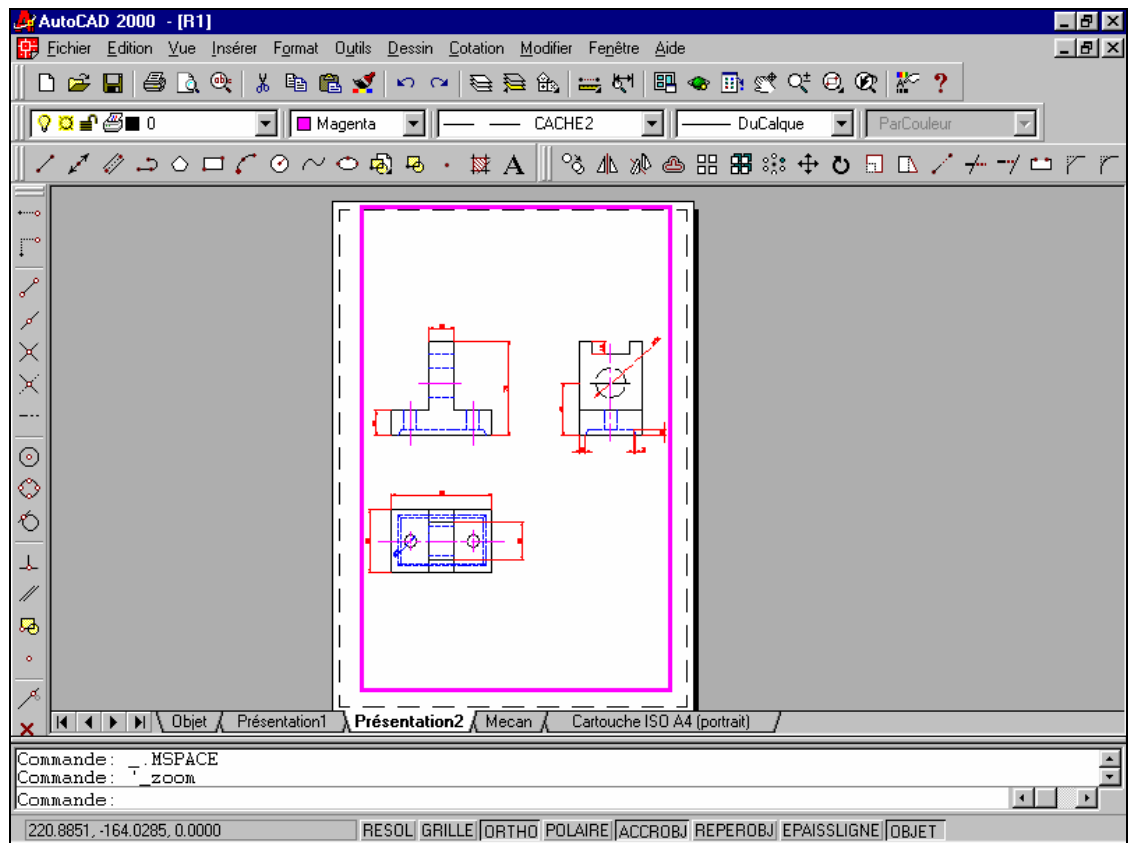 AutoCAD 2000 - [R1]
Fichier Edition Vue Insérer Format Outils Dessin Cotation Modifier Fenêtre Aide
0 Magenta CACHE2 DuCalque ParCouleur
Objet Présentation1 Présentation2 Mecan Cartouche ISO A4 (portrait)
Commande: _.MSPACE
Commande: '_zoom
Commande:
220.8851, -164.0285, 0.0000 RESOL GRILLE ORTHO POLAIRE ACCROBJ REPEROBJ EPAISSLIGNE OBJET